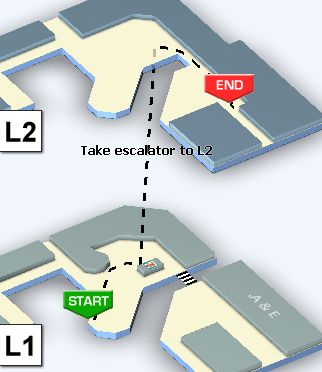 END
L2
Take escalator to L2
START
A & E
L1